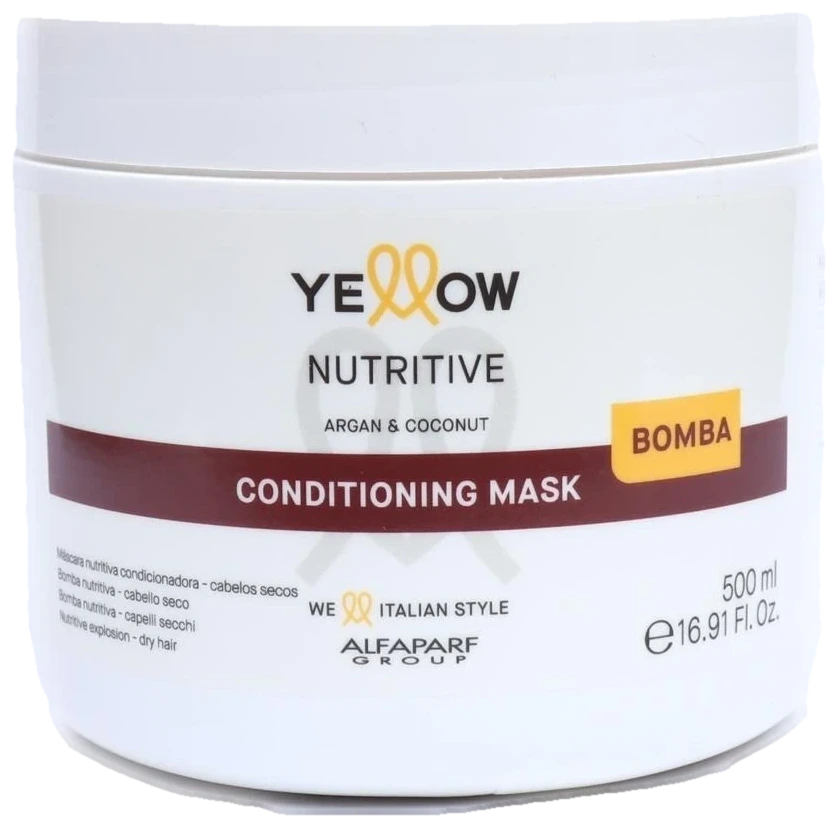 YELLOW
NUTRITIVE
ARGAN & COCONUT
BOMBA
CONDITIONING MASK
Máscara nutritiva condicionadora - cabelos secos
Bomba nutritiva - cabello seco
Bomba nutritiva - capelli secchi
Nutritive explosion - dry hair
WE ITALIAN STYLE
ALFAPARF
GROUP
500 ml
℮16.91 Fl. Oz.